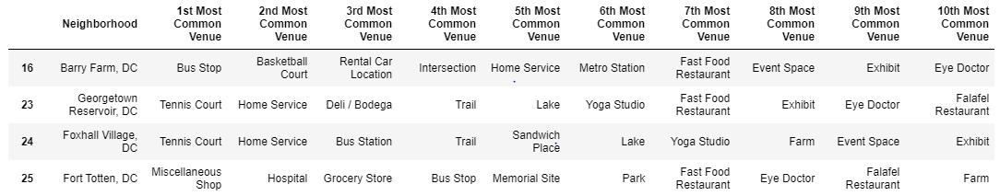 Neighborhood 1st Most Common Venue 2nd Most Common Venue 3rd Most Common Venue 4th Most Common Venue 5th Most Common Venue 6th Most Common Venue 7th Most Common Venue 8th Most Common Venue 9th Most Common Venue 10th Most Common Venue
16 Barry Farm, DC Bus Stop Basketball Court Rental Car Location Intersection Home Service Metro Station Fast Food Restaurant Event Space Exhibit Eye Doctor
23 Georgetown Reservoir, DC Tennis Court Home Service Deli / Bodega Trail Lake Yoga Studio Fast Food Restaurant Exhibit Eye Doctor Falafel Restaurant
24 Foxhall Village, DC Tennis Court Home Service Bus Station Trail Sandwich Place Lake Yoga Studio Farm Event Space Exhibit
25 Fort Totten, DC Miscellaneous Shop Hospital Grocery Store Bus Stop Memorial Site Park Fast Food Restaurant Eye Doctor Falafel Restaurant Farm